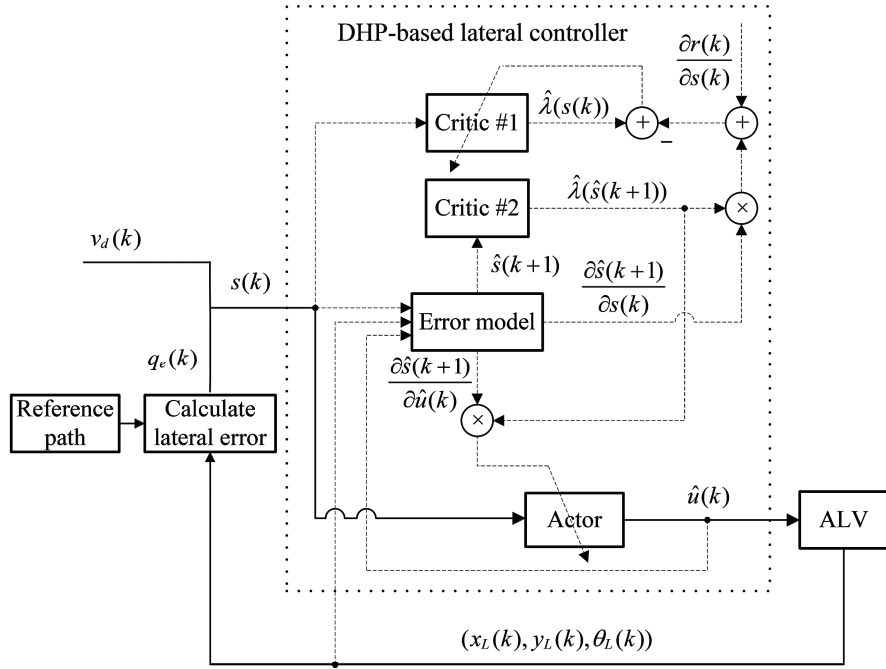 DHP-based lateral controller
∂r(k)
∂s(k)
Critic #1
λ̂(s(k))
+
−
+
Critic #2
λ̂(ŝ(k+1))
×
v_d(k)
s(k)
ŝ(k+1)
∂ŝ(k+1)
∂s(k)
Error model
q_e(k)
∂ŝ(k+1)
∂û(k)
×
Reference
path
Calculate
lateral error
Actor
û(k)
ALV
(x_L(k), y_L(k), θ_L(k))